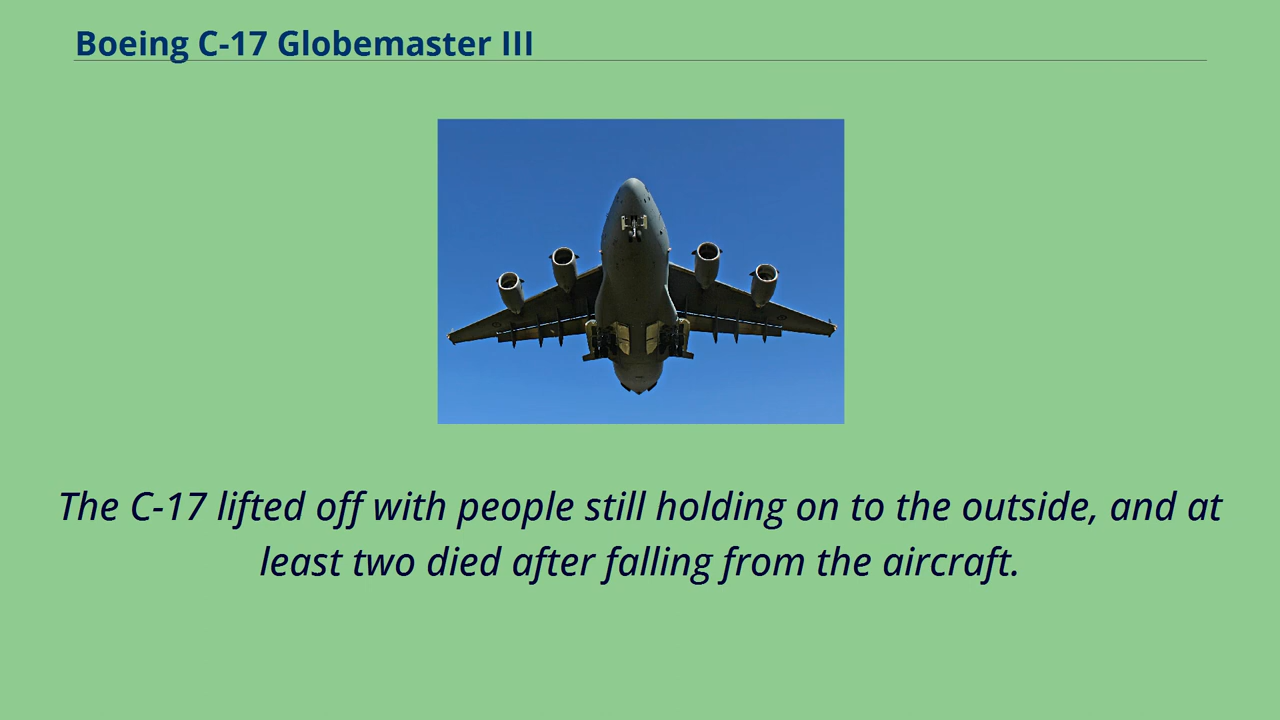 Boeing C-17 Globemaster III
The C-17 lifted off with people still holding on to the outside, and at
least two died after falling from the aircraft.